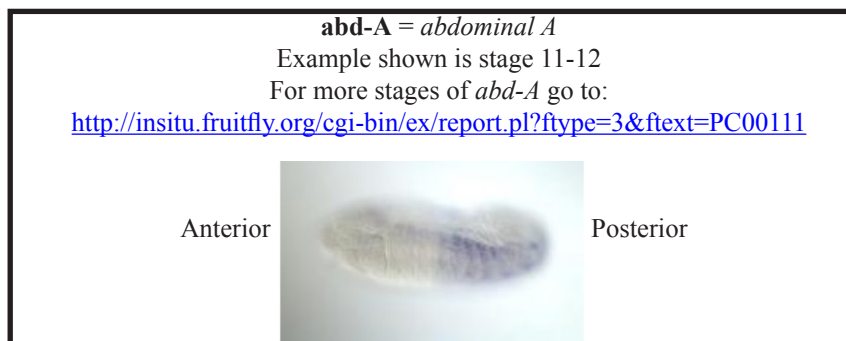 abd-A = abdominal A
Example shown is stage 11-12
For more stages of abd-A go to:
http://insitu.fruitfly.org/cgi-bin/ex/report.pl?ftype=3&ftext=PC00111
Anterior Posterior